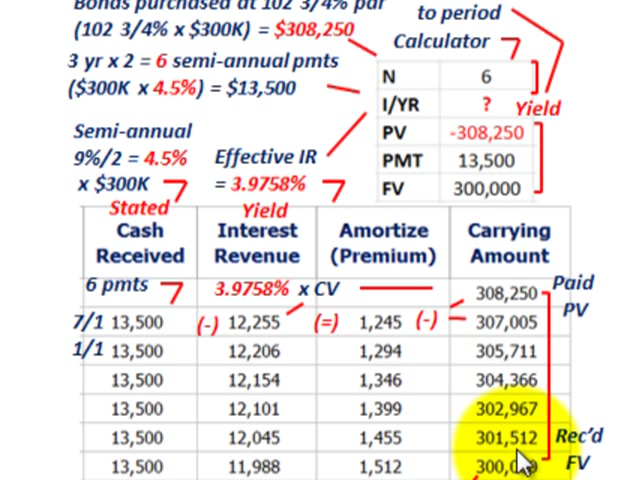 Bonds purchased at 102 3/4% par
(102 3/4% x $300K) = $308,250
3 yr x 2 = 6 semi-annual pmts
($300K x 4.5%) = $13,500
to period
Calculator
N 6
I/YR ? Yield
PV -308,250
PMT 13,500
FV 300,000
Semi-annual
9%/2 = 4.5%
x $300K
Stated
Effective IR
= 3.9758%
Yield
Cash Received Interest Revenue Amortize (Premium) Carrying Amount
6 pmts 3.9758% x CV 308,250 Paid PV
7/1 13,500 (-) 12,255 (=) 1,245 (-) 307,005
1/1 13,500 12,206 1,294 305,711
13,500 12,154 1,346 304,366
13,500 12,101 1,399 302,967
13,500 12,045 1,455 301,512 Rec'd
13,500 11,988 1,512 FV